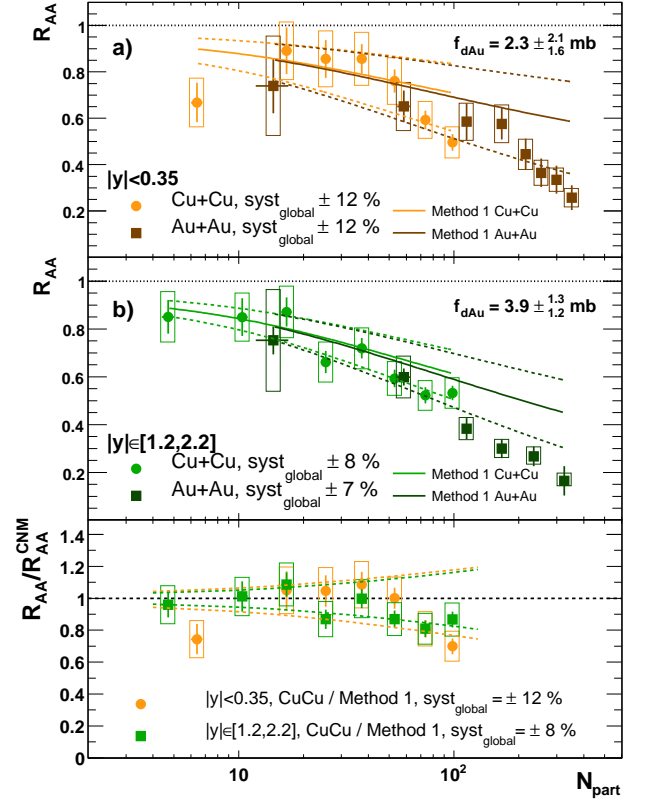 R_AA
1
0.8
0.6
0.4
0.2
a)
f_dAu = 2.3 ± ^2.1_1.6 mb
|y|<0.35
Cu+Cu, syst_global ± 12 %
Au+Au, syst_global ± 12 %
Method 1 Cu+Cu
Method 1 Au+Au
R_AA
1
0.8
0.6
0.4
0.2
b)
f_dAu = 3.9 ± ^1.3_1.2 mb
|y|∈[1.2,2.2]
Cu+Cu, syst_global ± 8 %
Au+Au, syst_global ± 7 %
Method 1 Cu+Cu
Method 1 Au+Au
R_AA/R_AA^CNM
1.4
1.2
1
0.8
0.6
0.4
0.2
0
|y|<0.35, CuCu / Method 1, syst_global = ± 12 %
|y|∈[1.2,2.2], CuCu / Method 1, syst_global = ± 8 %
10
10^2
N_part